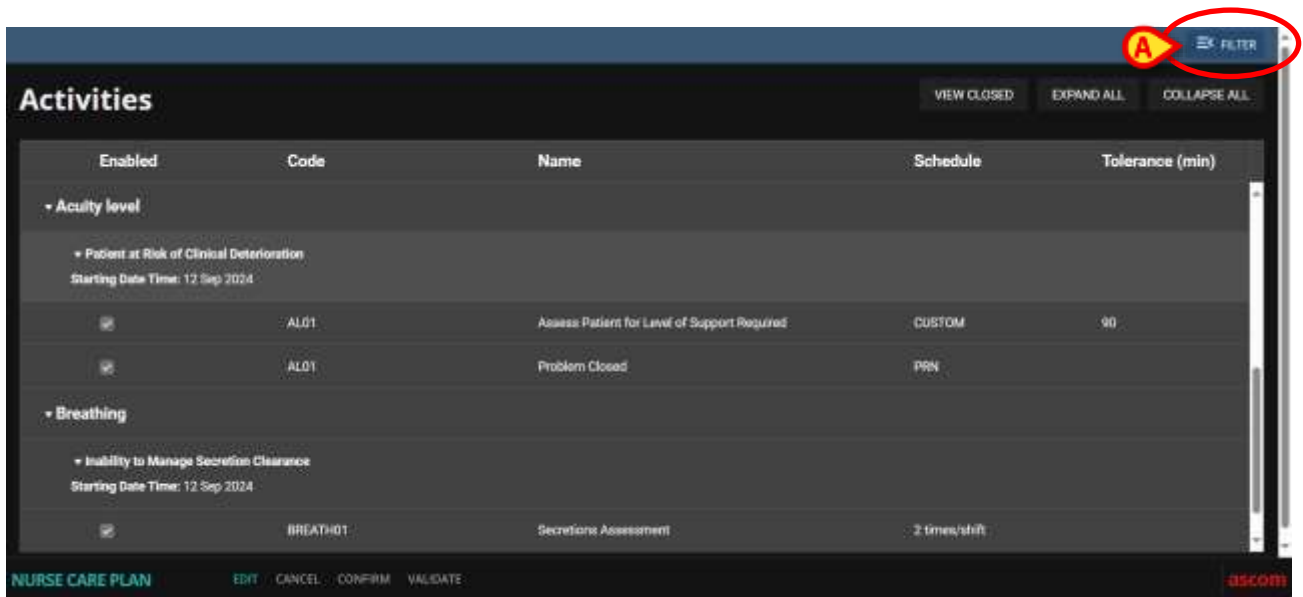 A
FILTER
Activities
VIEW CLOSED EXPAND ALL COLLAPSE ALL
Enabled Code Name Schedule Tolerance (min)
Acuity level
Patient at Risk of Clinical Deterioration
Starting Date Time: 12 Sep 2024
AL01 Assess Patient for Level of Support Required CUSTOM 90
AL01 Problem Closed PRN
Breathing
Inability to Manage Secretion Clearance
Starting Date Time: 12 Sep 2024
BREATH01 Secretions Assessment 2 times/shift
NURSE CARE PLAN EDIT CANCEL CONFIRM VALIDATE ascom